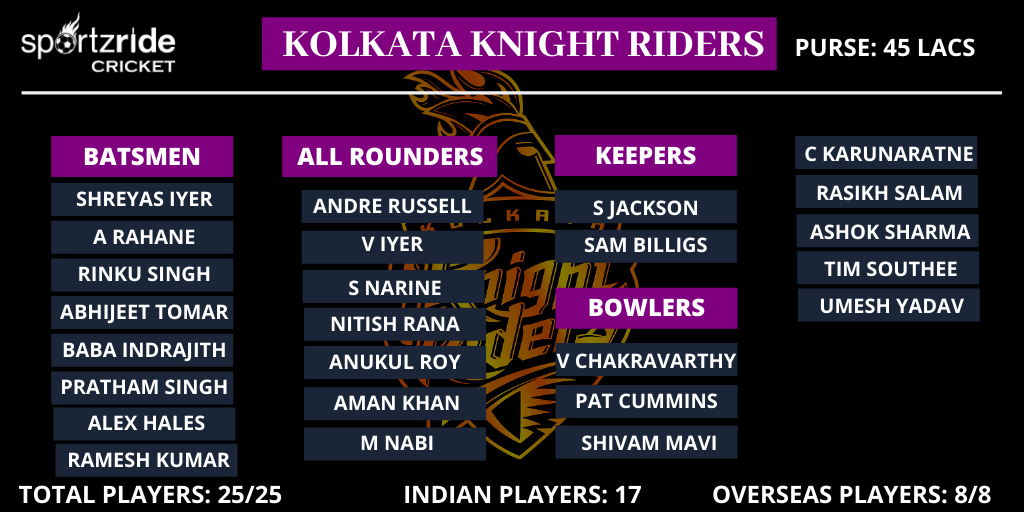 sportzride
CRICKET
KOLKATA KNIGHT RIDERS
PURSE: 45 LACS
BATSMEN
SHREYAS IYER
A RAHANE
RINKU SINGH
ABHIJEET TOMAR
BABA INDRAJITH
PRATHAM SINGH
ALEX HALES
RAMESH KUMAR
ALL ROUNDERS
ANDRE RUSSELL
V IYER
S NARINE
NITISH RANA
ANUKUL ROY
AMAN KHAN
M NABI
KEEPERS
S JACKSON
SAM BILLIGS
BOWLERS
V CHAKRAVARTHY
PAT CUMMINS
SHIVAM MAVI
C KARUNARATNE
RASIKH SALAM
ASHOK SHARMA
TIM SOUTHEE
UMESH YADAV
TOTAL PLAYERS: 25/25
INDIAN PLAYERS: 17
OVERSEAS PLAYERS: 8/8